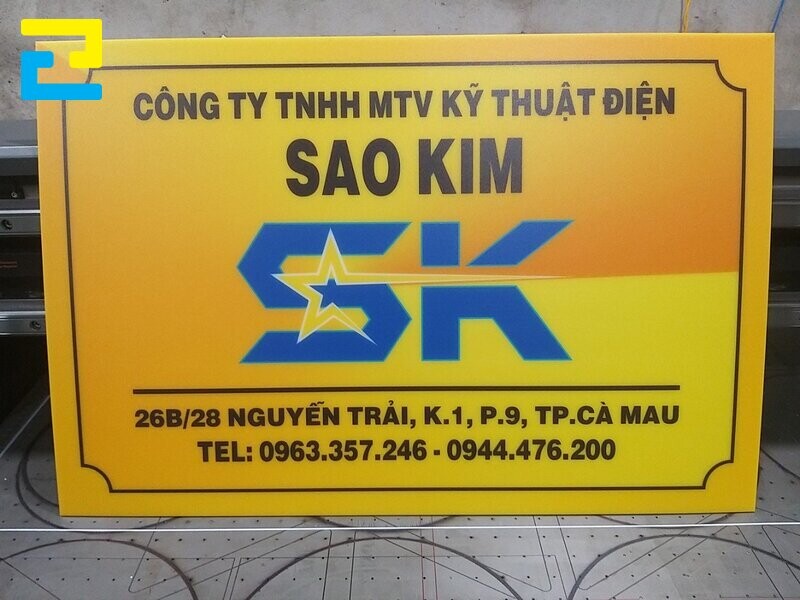 CÔNG TY TNHH MTV KỸ THUẬT ĐIỆN
SAO KIM
SK
26B/28 NGUYỄN TRÃI, K.1, P.9, TP.CÀ MAU
TEL: 0963.357.246 - 0944.476.200